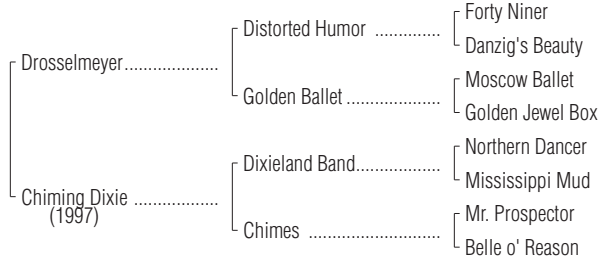 Forty Niner
Distorted Humor ..............
Danzig's Beauty
Drosselmeyer....................
Moscow Ballet
Golden Ballet ....................
Golden Jewel Box
Northern Dancer
Dixieland Band..................
Mississippi Mud
Chiming Dixie ..................
(1997)
Mr. Prospector
Chimes ............................
Belle o' Reason